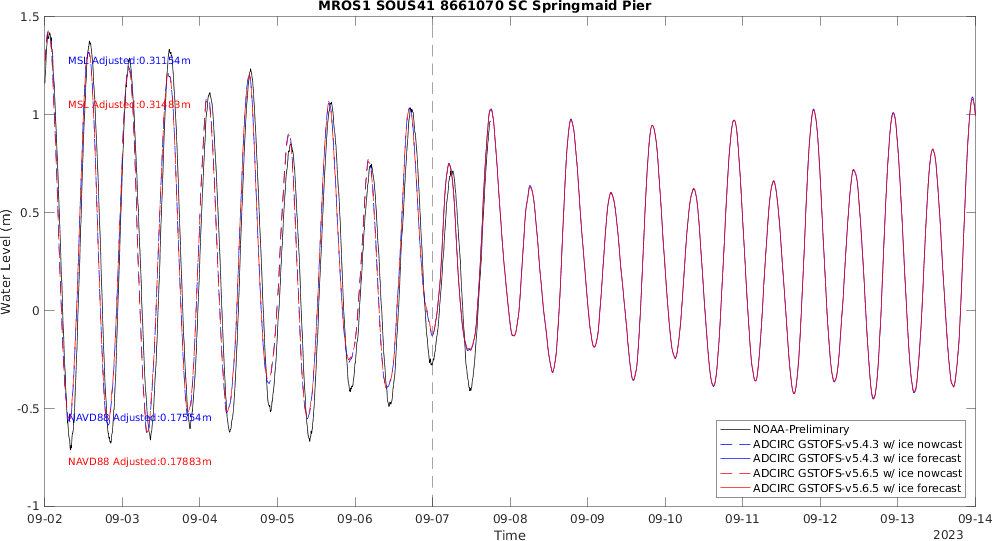 MROS1 SOUS41 8661070 SC Springmaid Pier
1.5
1
0.5
0
-0.5
-1
Water Level (m)
MSL Adjusted:0.31154m
MSL Adjusted:0.31483m
NAVD88 Adjusted:0.17554m
NAVD88 Adjusted:0.17883m
NOAA-Preliminary
ADCIRC GSTOFS-v5.4.3 w/ ice nowcast
ADCIRC GSTOFS-v5.4.3 w/ ice forecast
ADCIRC GSTOFS-v5.6.5 w/ ice nowcast
ADCIRC GSTOFS-v5.6.5 w/ ice forecast
09-02 09-03 09-04 09-05 09-06 09-07 09-08 09-09 09-10 09-11 09-12 09-13 09-14
Time
2023